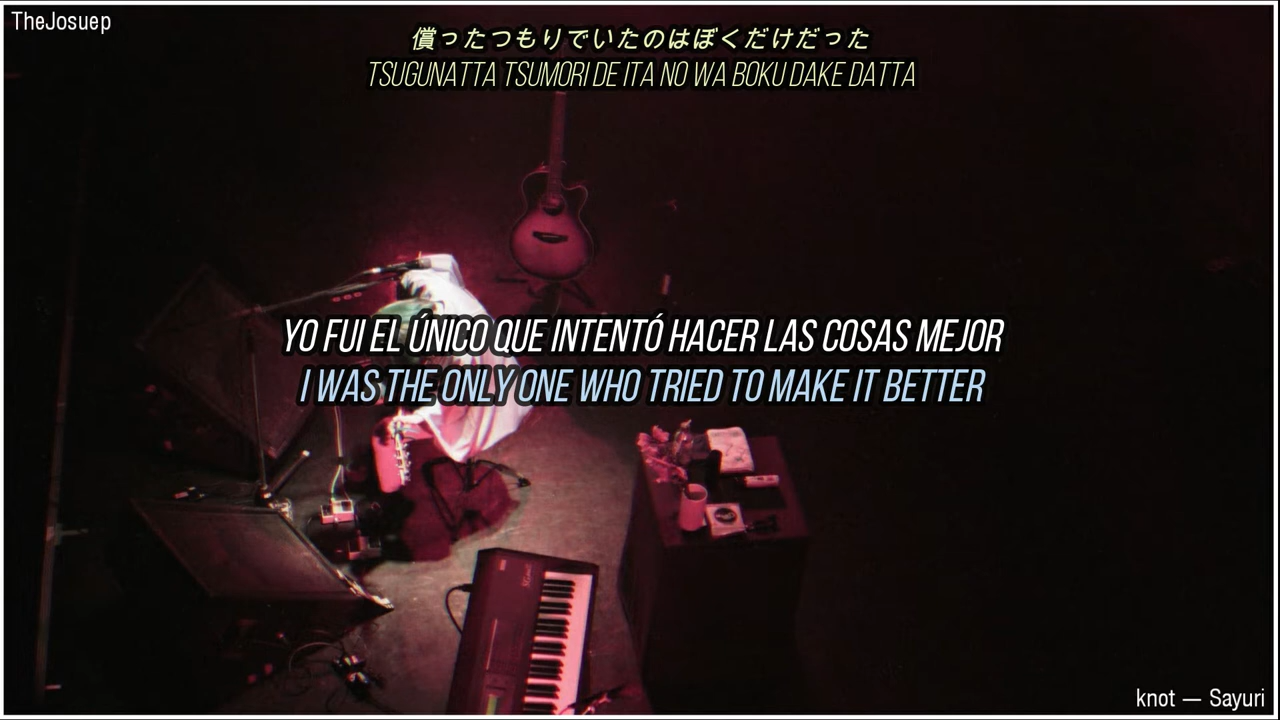 TheJosuep
償ったつもりでいたのはぼくだけだった
TSUGUNATTA TSUMORI DE ITA NO WA BOKU DAKE DATTA
YO FUI EL ÚNICO QUE INTENTÓ HACER LAS COSAS MEJOR
I WAS THE ONLY ONE WHO TRIED TO MAKE IT BETTER
knot — Sayuri